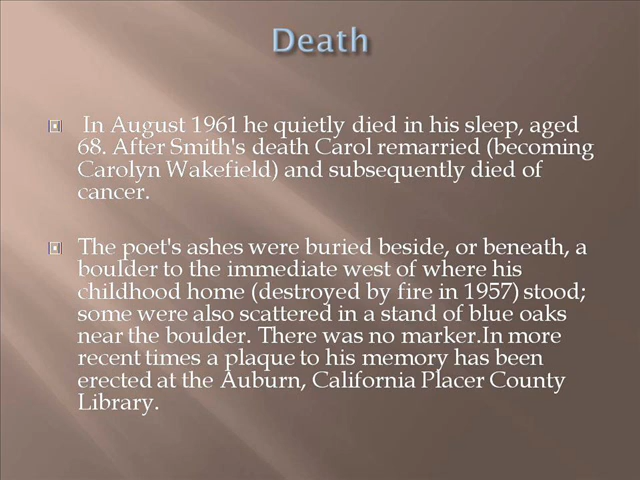 Death
In August 1961 he quietly died in his sleep, aged
68. After Smith's death Carol remarried (becoming
Carolyn Wakefield) and subsequently died of
cancer.
The poet's ashes were buried beside, or beneath, a
boulder to the immediate west of where his
childhood home (destroyed by fire in 1957) stood;
some were also scattered in a stand of blue oaks
near the boulder. There was no marker.In more
recent times a plaque to his memory has been
erected at the Auburn, California Placer County
Library.